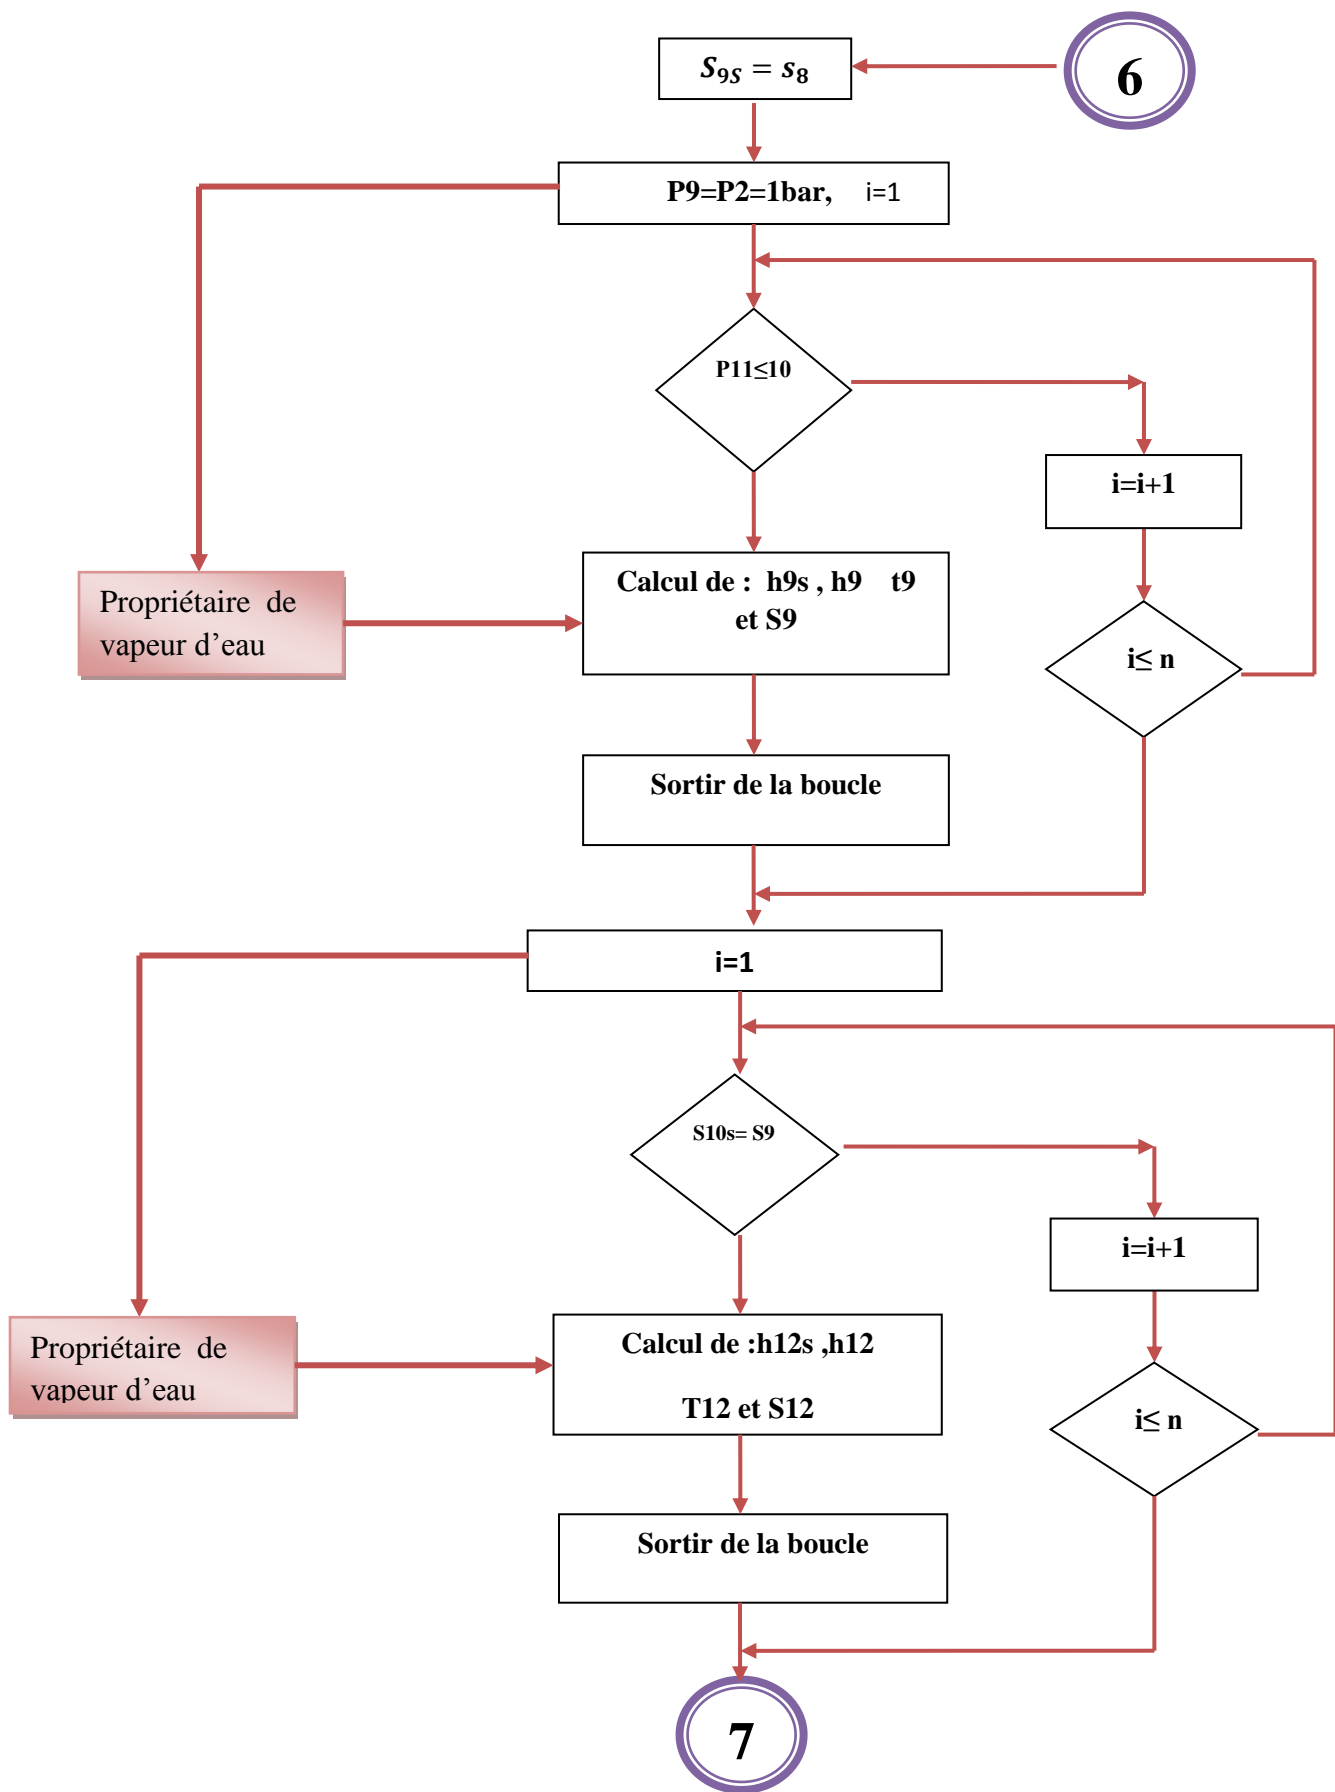 S9S = s8
6
P9=P2=1bar, i=1
P11≤10
i=i+1
Calcul de : h9s , h9 t9
et S9
Propriétaire de
vapeur d’eau
i≤ n
Sortir de la boucle
i=1
S10s= S9
i=i+1
Calcul de :h12s ,h12
T12 et S12
Propriétaire de
vapeur d’eau
i≤ n
Sortir de la boucle
7